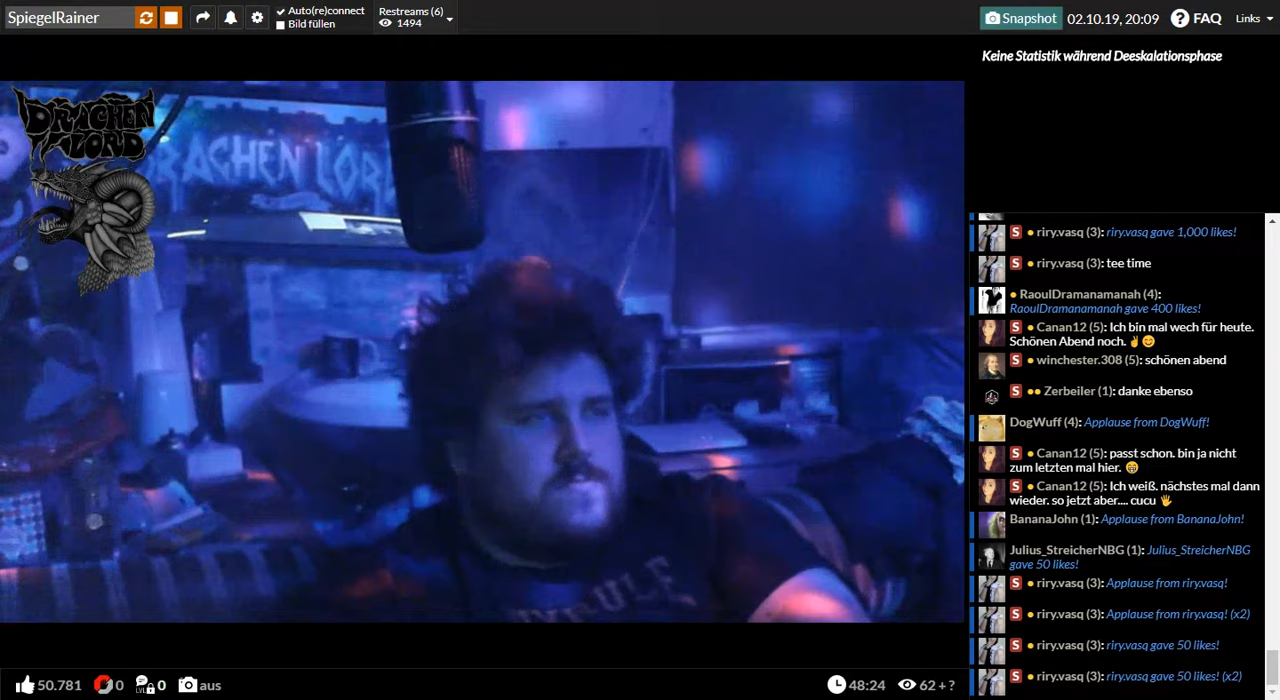 SpiegelRainer
Auto(re)connect
Bild füllen
Restreams (6)
1494
Snapshot
02.10.19, 20:09
? FAQ
Links
Keine Statistik während Deeskalationsphase
DRACHEN
LORD
DRACHEN LORD
S riry.vasq (3): riry.vasq gave 1,000 likes!
S riry.vasq (3): tee time
RaoulDramanamanah (4):
RaoulDramanamanah gave 400 likes!
S Canan12 (5): Ich bin mal wech für heute.
Schönen Abend noch. ✌😊
S winchester.308 (5): schönen abend
S Zerbeiler (1): danke ebenso
DogWuff (4): Applause from DogWuff!
S Canan12 (5): passt schon. bin ja nicht
zum letzten mal hier. 😁
S Canan12 (5): Ich weiß. nächstes mal dann
wieder. so jetzt aber.... cucu 🖐
BananaJohn (1): Applause from BananaJohn!
Julius_StreicherNBG (1): Julius_StreicherNBG
gave 50 likes!
S riry.vasq (3): Applause from riry.vasq!
S riry.vasq (3): Applause from riry.vasq! (x2)
S riry.vasq (3): riry.vasq gave 50 likes!
S riry.vasq (3): riry.vasq gave 50 likes! (x2)
50.781
0
0
aus
48:24
62 + ?